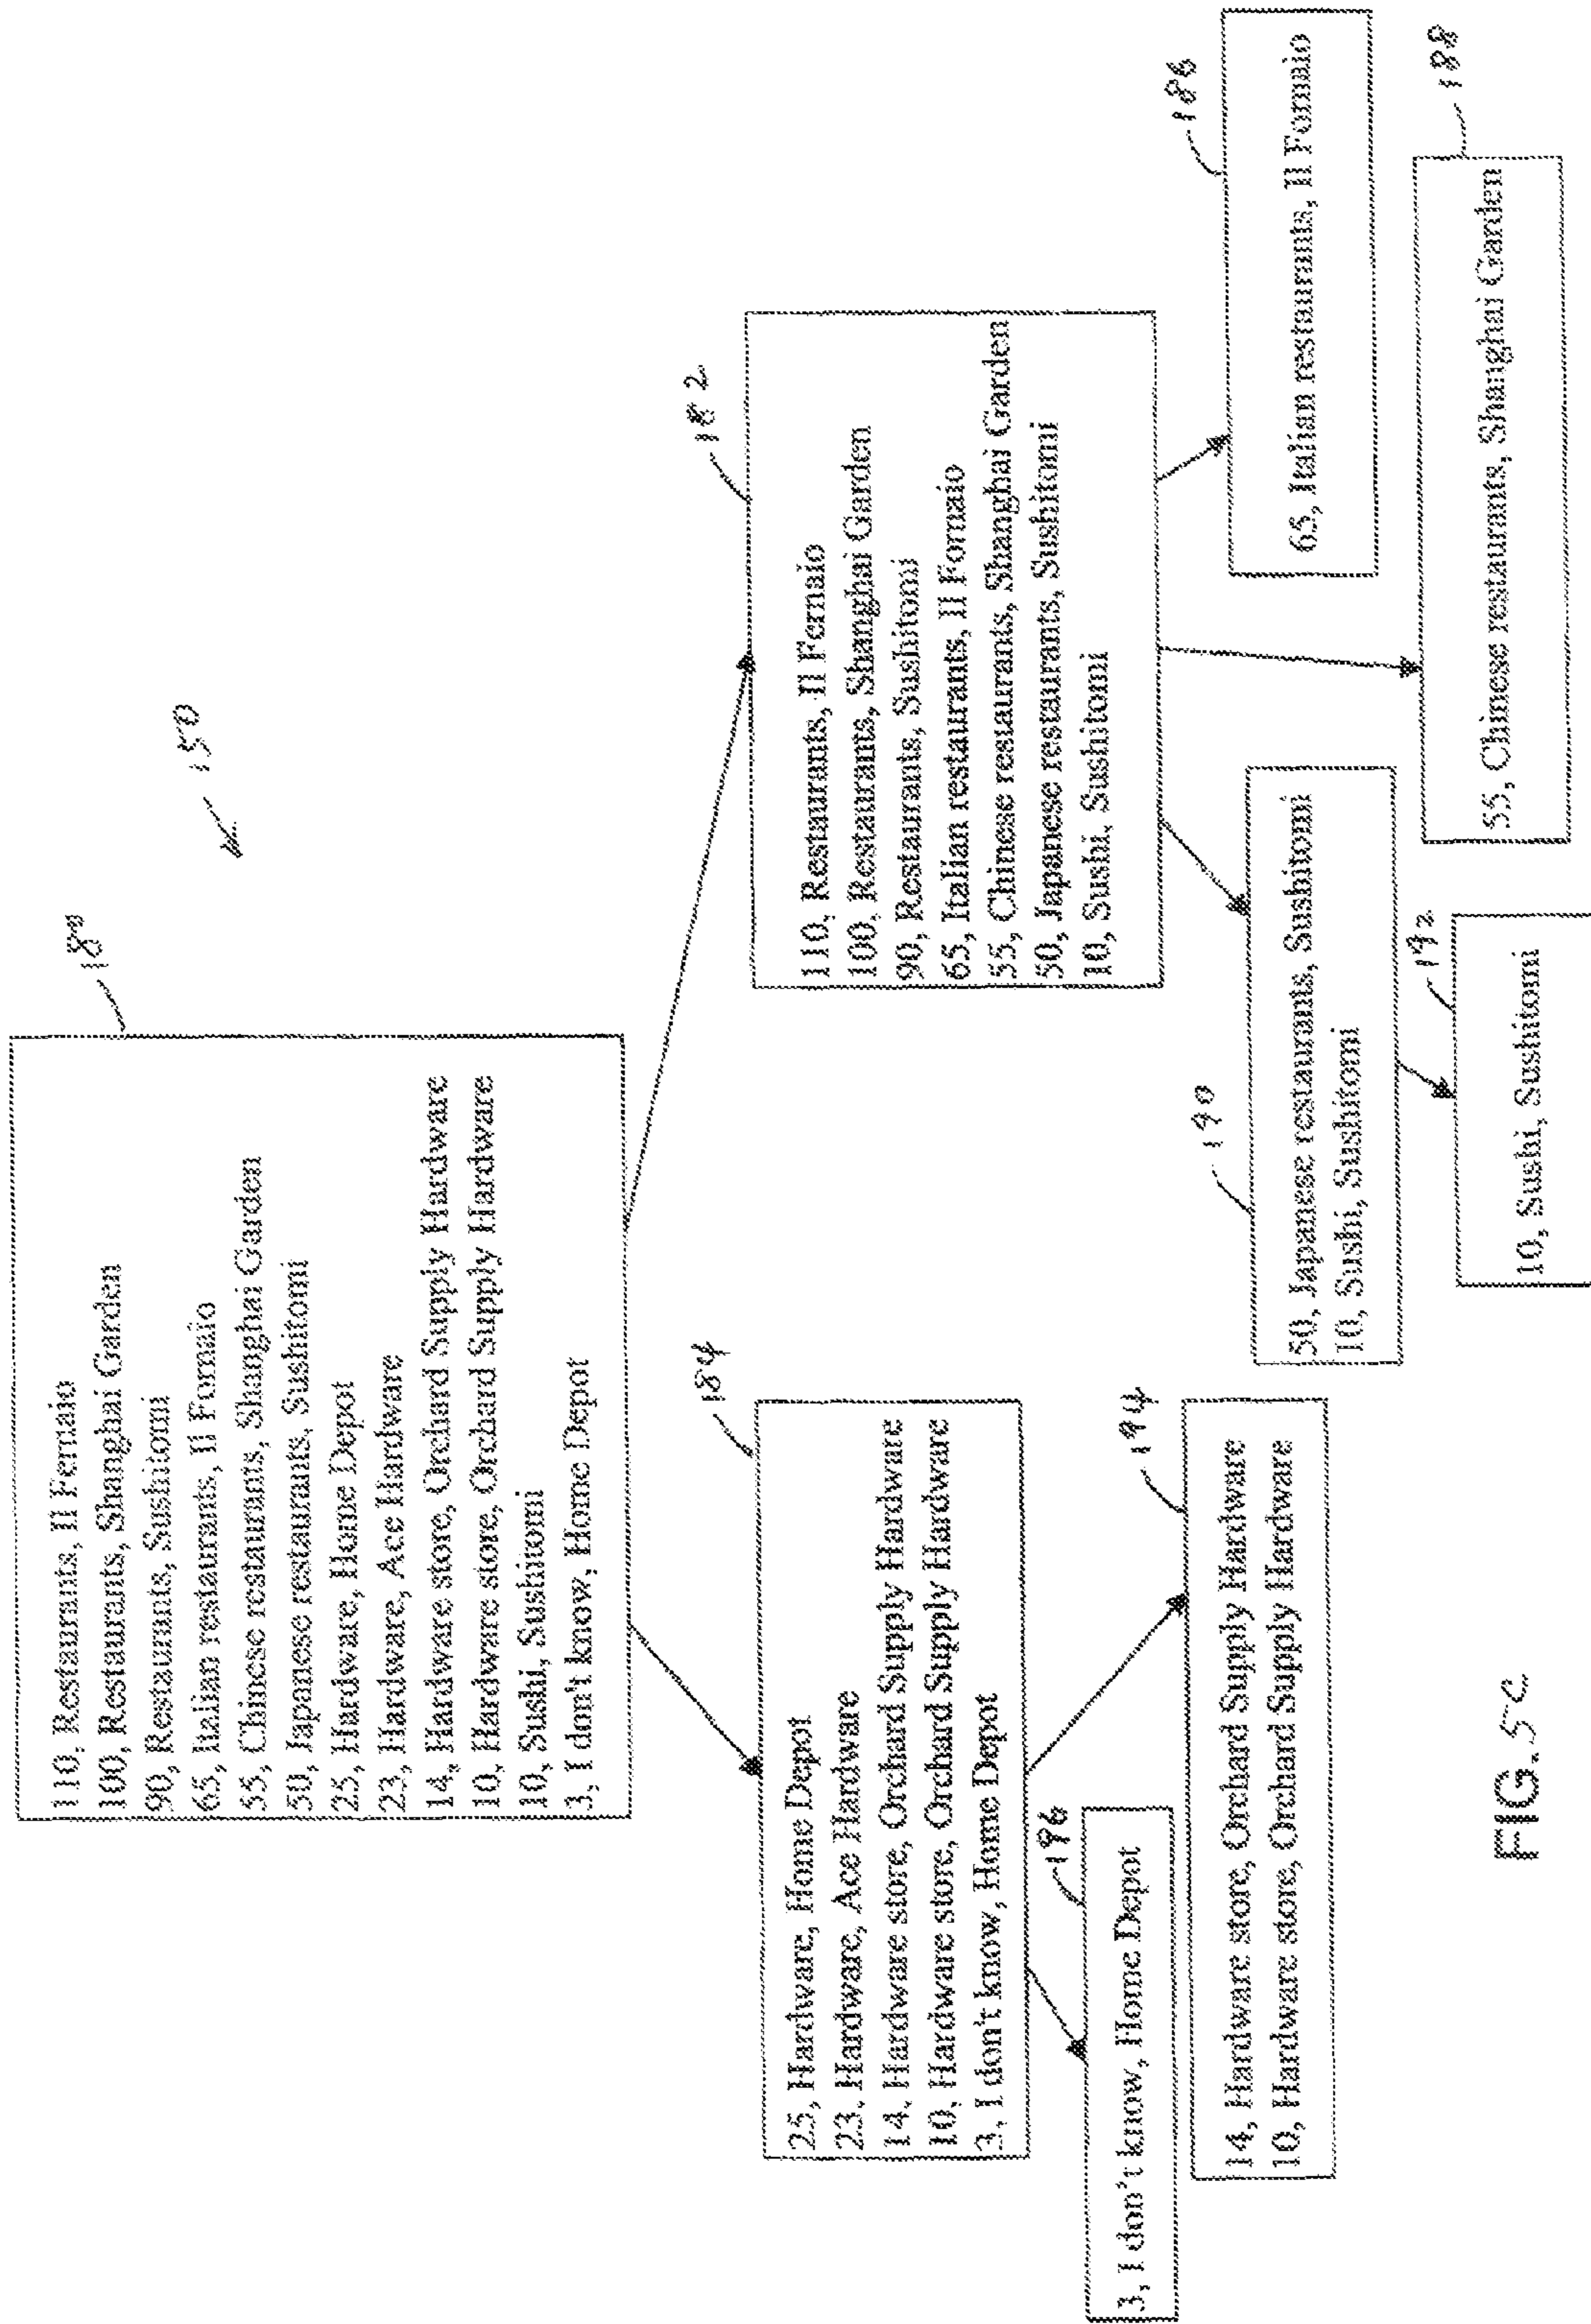 150
180
110, Restaurants, Il Fernaio
100, Restaurants, Shanghai Garden
90, Restaurants, Sushitomi
65, Italian restaurants, Il Fornaio
55, Chinese restaurants, Shanghai Garden
50, Japanese restaurants, Sushitomi
25, Hardware, Home Depot
23, Hardware, Ace Hardware
14, Hardware store, Orchard Supply Hardware
10, Hardware store, Orchard Supply Hardware
10, Sushi, Sushitomi
3, I don't know, Home Depot
184
25, Hardware, Home Depot
23, Hardware, Ace Hardware
14, Hardware store, Orchard Supply Hardware
10, Hardware store, Orchard Supply Hardware
3, I don't know, Home Depot
182
110, Restaurants, Il Fernaio
100, Restaurants, Shanghai Garden
90, Restaurants, Sushitomi
65, Italian restaurants, Il Fornaio
55, Chinese restaurants, Shanghai Garden
50, Japanese restaurants, Sushitomi
10, Sushi, Sushitomi
196
3, I don't know, Home Depot
194
14, Hardware store, Orchard Supply Hardware
10, Hardware store, Orchard Supply Hardware
190
50, Japanese restaurants, Sushitomi
10, Sushi, Sushitomi
192
10, Sushi, Sushitomi
186
65, Italian restaurants, Il Fornaio
188
55, Chinese restaurants, Shanghai Garden
FIG. 5C